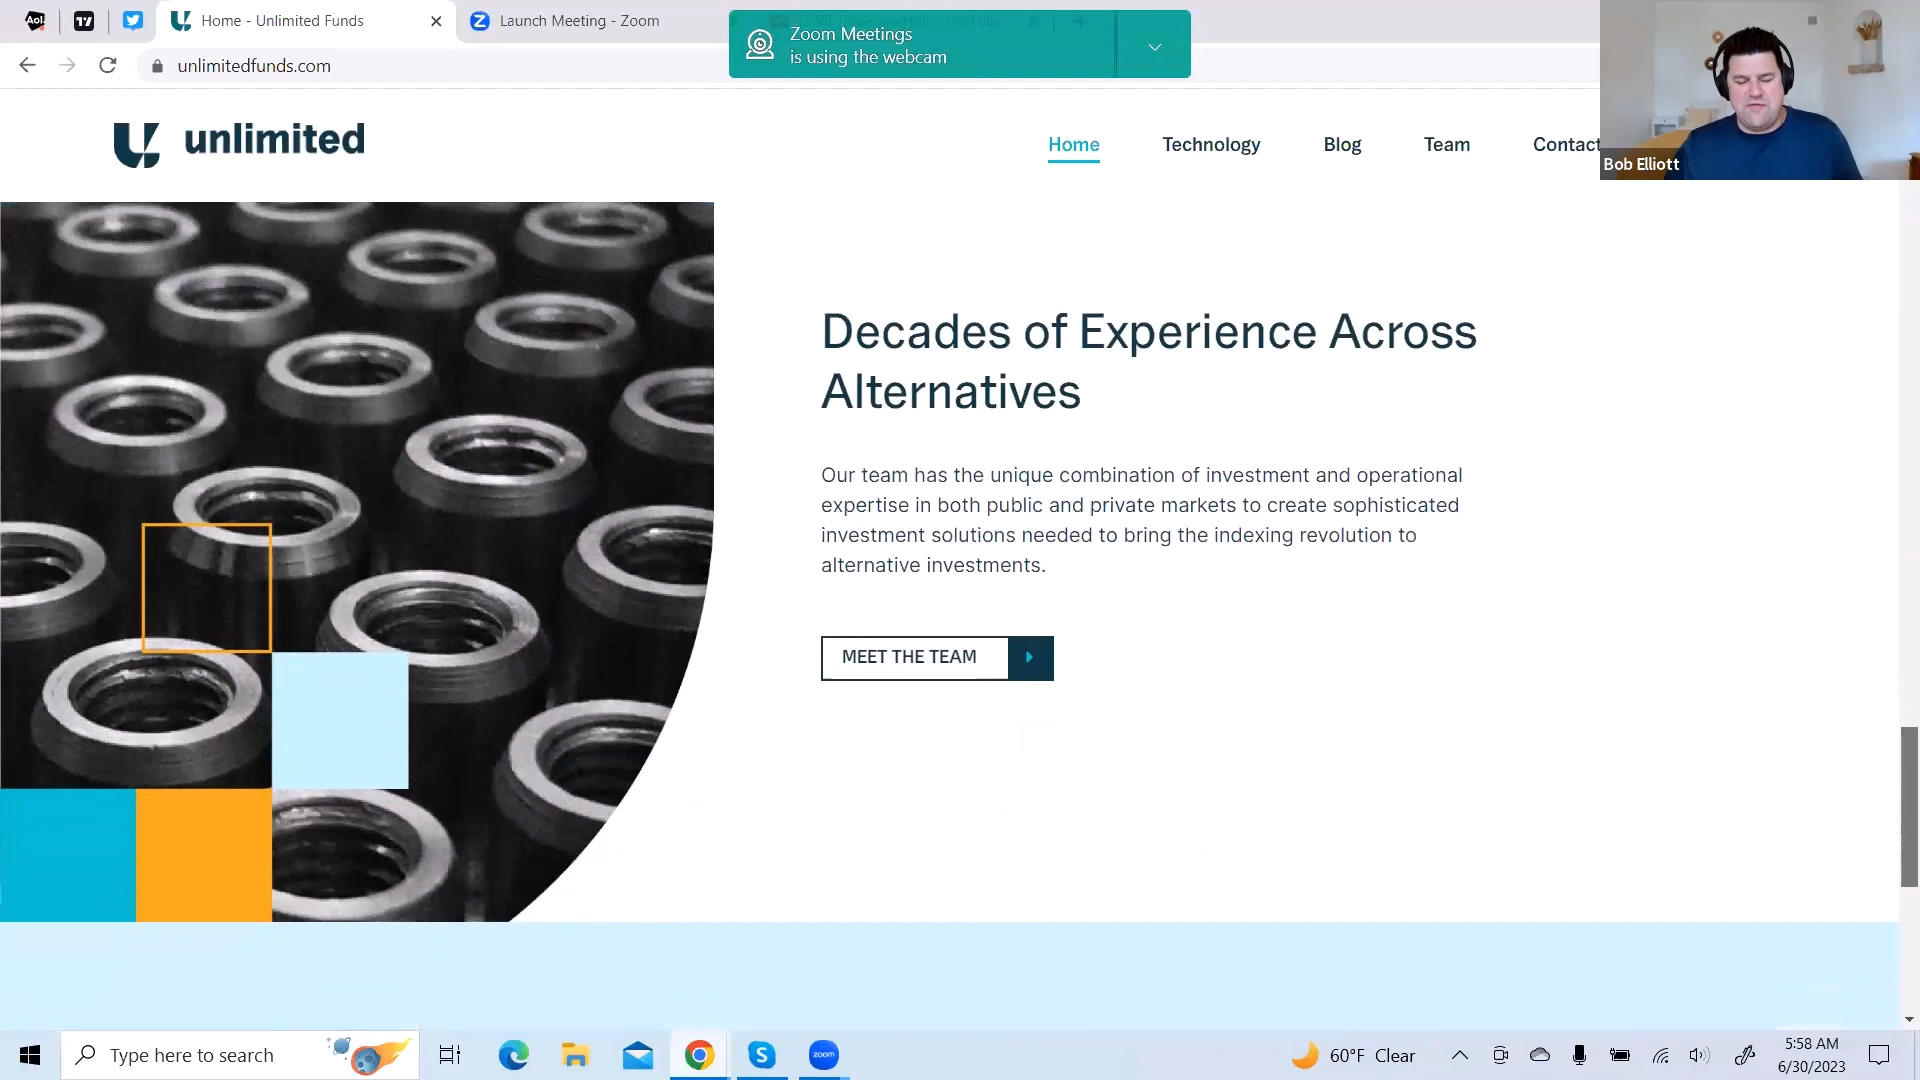 Aol.
Home - Unlimited Funds
Launch Meeting - Zoom
Zoom Meetings
is using the webcam
unlimitedfunds.com
unlimited
Home
Technology
Blog
Team
Contact
Bob Elliott
Decades of Experience Across
Alternatives
Our team has the unique combination of investment and operational
expertise in both public and private markets to create sophisticated
investment solutions needed to bring the indexing revolution to
alternative investments.
MEET THE TEAM
Type here to search
zoom
60°F Clear
5:58 AM
6/30/2023